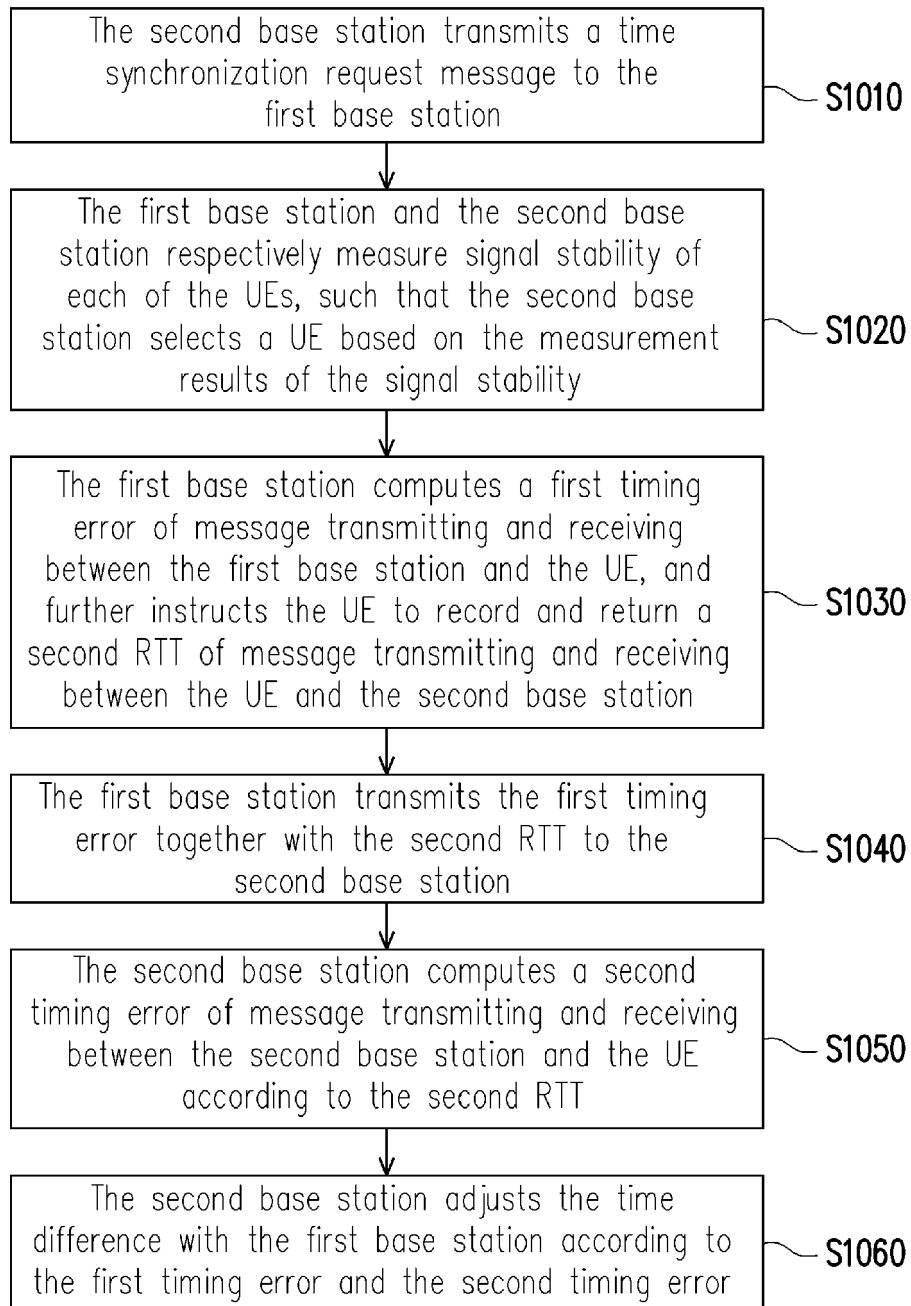 The second base station transmits a time
synchronization request message to the
first base station
S1010
The first base station and the second base
station respectively measure signal stability of
each of the UEs, such that the second base
station selects a UE based on the measurement
results of the signal stability
S1020
The first base station computes a first timing
error of message transmitting and receiving
between the first base station and the UE, and
further instructs the UE to record and return a
second RTT of message transmitting and receiving
between the UE and the second base station
S1030
The first base station transmits the first timing
error together with the second RTT to the
second base station
S1040
The second base station computes a second
timing error of message transmitting and receiving
between the second base station and the UE
according to the second RTT
S1050
The second base station adjusts the time
difference with the first base station according to
the first timing error and the second timing error
S1060